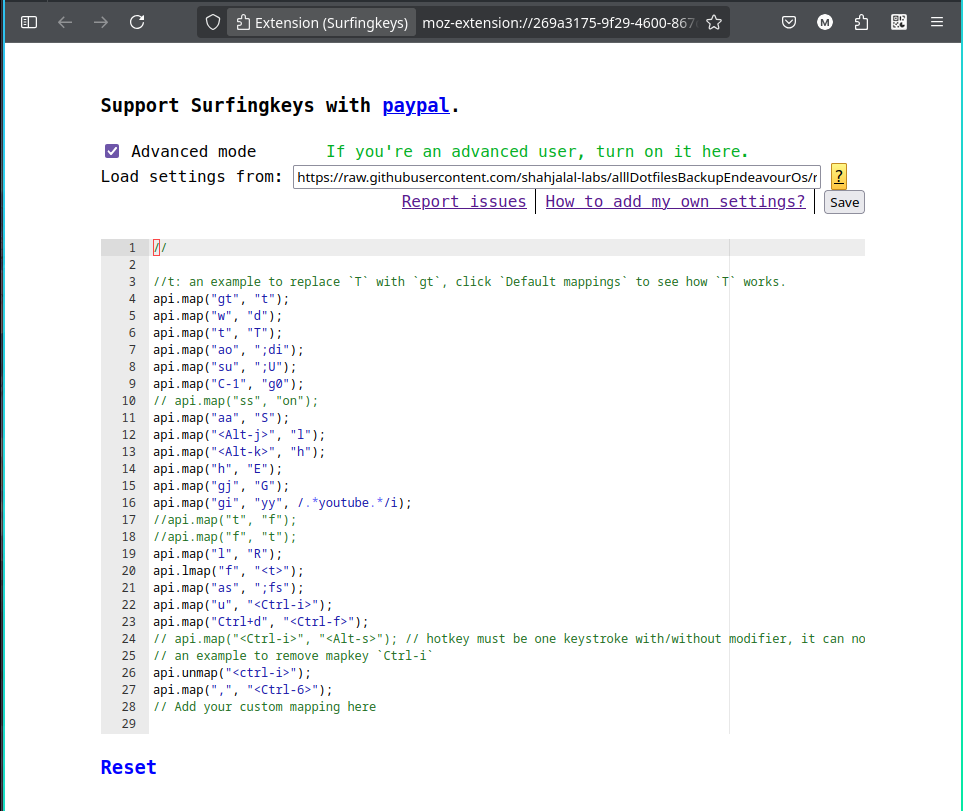 Extension (Surfingkeys) moz-extension://269a3175-9f29-4600-867
M
Support Surfingkeys with paypal.
Advanced mode If you're an advanced user, turn on it here.
Load settings from: https://raw.githubusercontent.com/shahjalal-labs/alllDotfilesBackupEndeavourOs/r ?
Report issues How to add my own settings? Save
1 //
2
3 //t: an example to replace `T` with `gt`, click `Default mappings` to see how `T` works.
4 api.map("gt", "t");
5 api.map("w", "d");
6 api.map("t", "T");
7 api.map("ao", ";di");
8 api.map("su", ";U");
9 api.map("C-1", "g0");
10 // api.map("ss", "on");
11 api.map("aa", "S");
12 api.map("<Alt-j>", "l");
13 api.map("<Alt-k>", "h");
14 api.map("h", "E");
15 api.map("gj", "G");
16 api.map("gi", "yy", /.*youtube.*/i);
17 //api.map("t", "f");
18 //api.map("f", "t");
19 api.map("l", "R");
20 api.lmap("f", "<t>");
21 api.map("as", ";fs");
22 api.map("u", "<Ctrl-i>");
23 api.map("Ctrl+d", "<Ctrl-f>");
24 // api.map("<Ctrl-i>", "<Alt-s>"); // hotkey must be one keystroke with/without modifier, it can no
25 // an example to remove mapkey `Ctrl-i`
26 api.unmap("<ctrl-i>");
27 api.map(",", "<Ctrl-6>");
28 // Add your custom mapping here
29
Reset